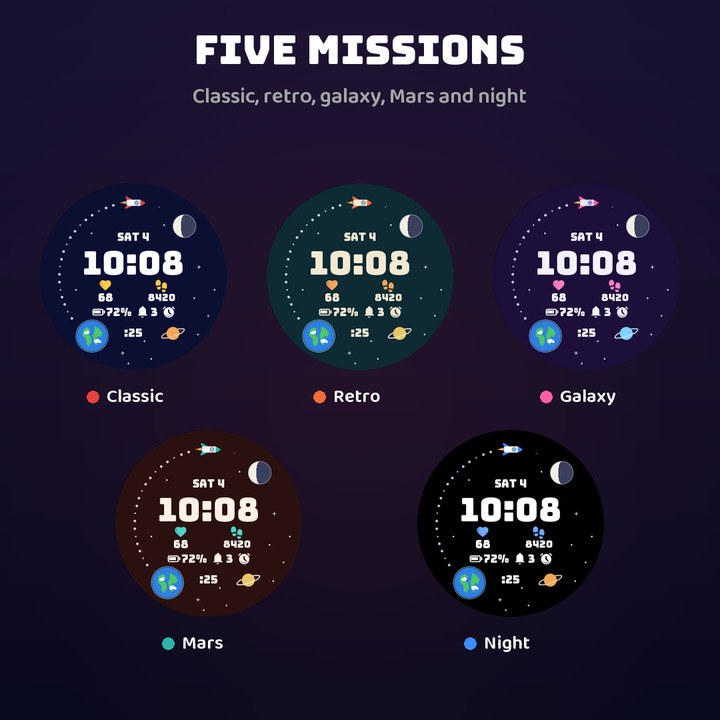 FIVE MISSIONS
Classic, retro, galaxy, Mars and night
SAT 4
10:08
68 8420
72% 3
:25
Classic
SAT 4
10:08
68 8420
72% 3
:25
Retro
SAT 4
10:08
68 8420
72% 3
:25
Galaxy
SAT 4
10:08
68 8420
72% 3
:25
Mars
SAT 4
10:08
68 8420
72% 3
:25
Night